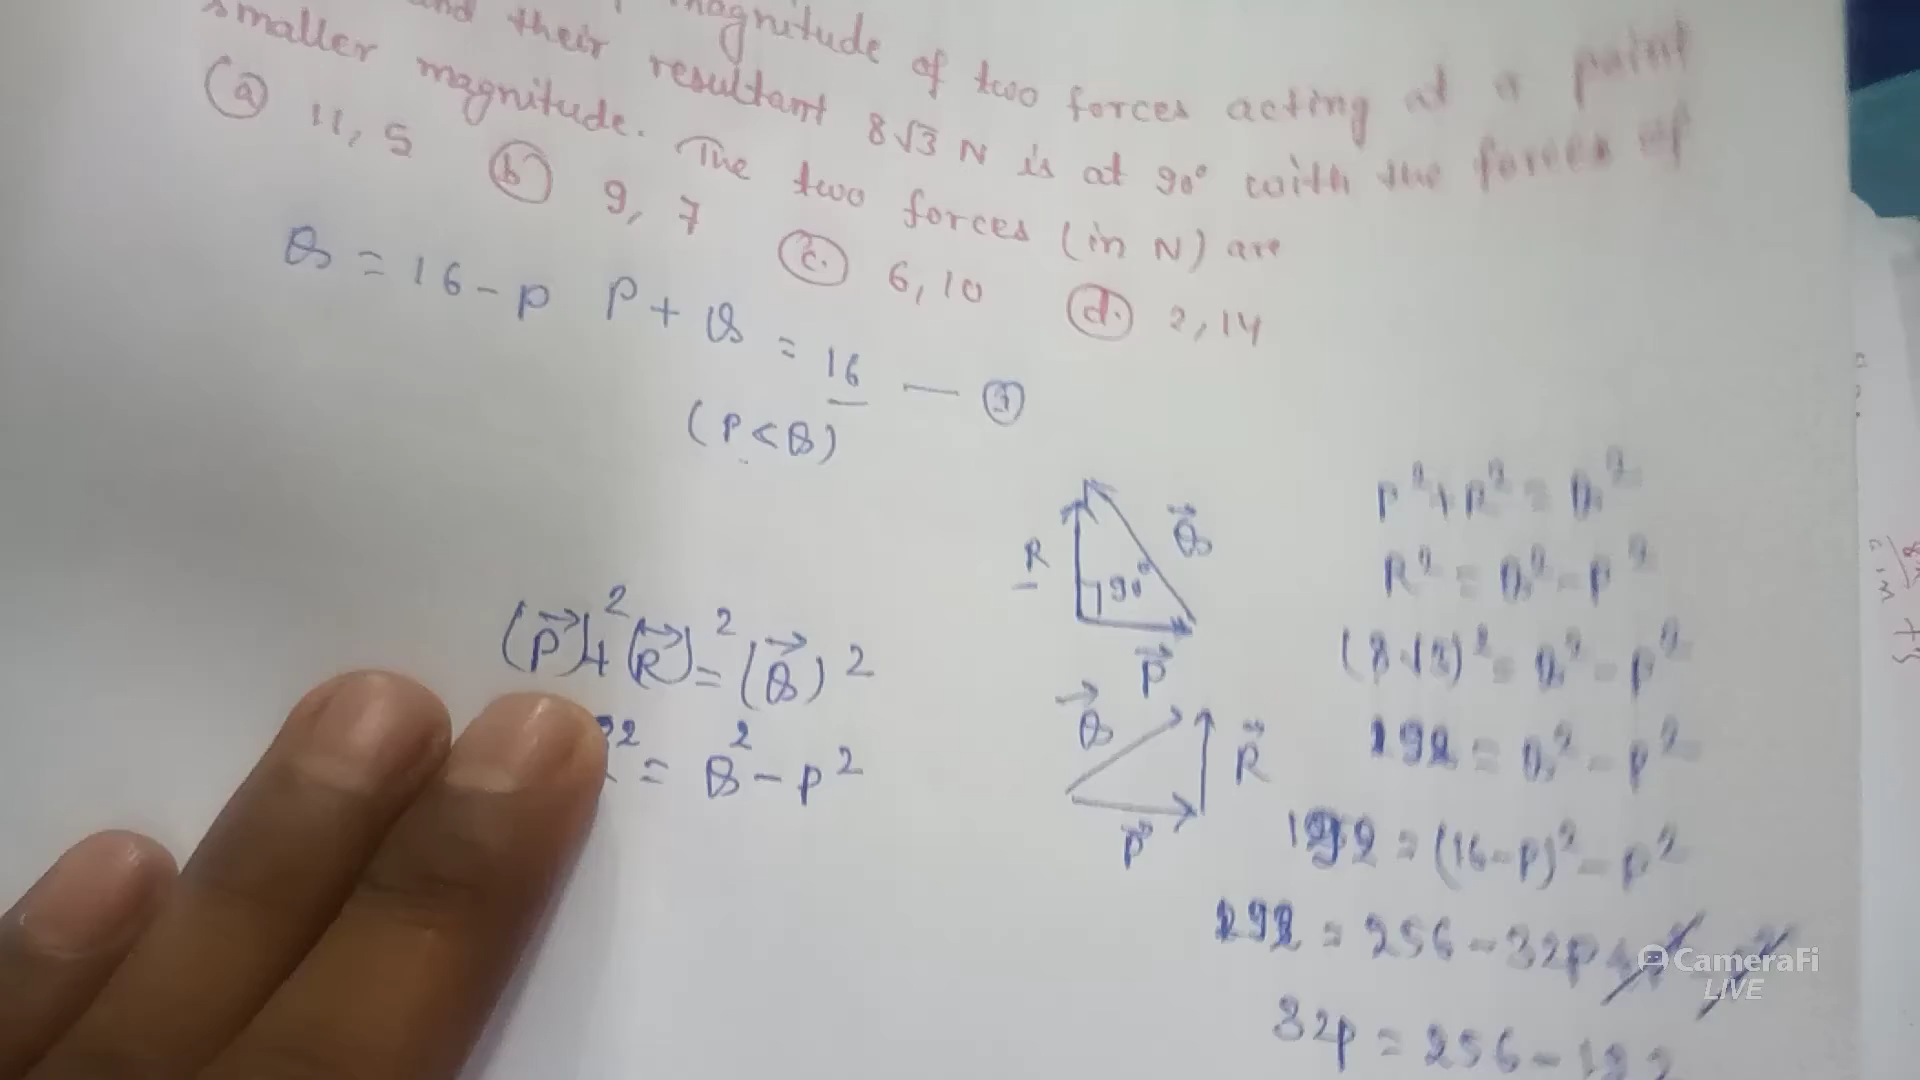 magnitude of two forces acting at a point
and their resultant 8√3 N is at 90° with the forces of
smaller magnitude. The two forces (in N) are
(a) 11, 5 (b) 9, 7 (c.) 6, 10 (d.) 2, 14
Q = 16 - P P + Q = 16 — (1)
(P < Q)
R 90° Q⃗
P⃗
Q⃗ R⃗
P⃗
(P⃗)² + (R⃗)² = (Q⃗)²
² = Q² - P²
P² + R² = Q²
R² = Q² - P²
(8√3)² = Q² - P²
192 = Q² - P²
192 = (16-P)² - P²
192 = 256 - 32P
32P = 256 - 192
CameraFi
LIVE